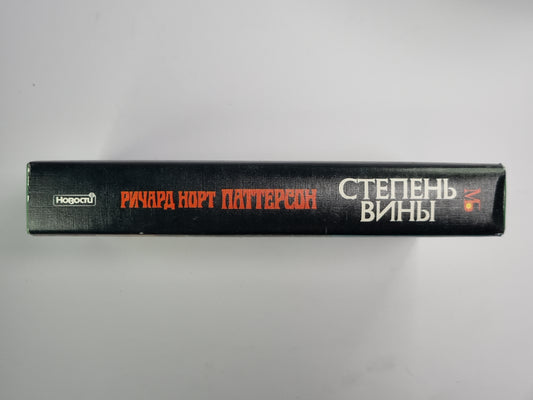 Новости
РИЧАРД НОРТ ПАТТЕРСОН
СТЕПЕНЬ
ВИНЫ
М